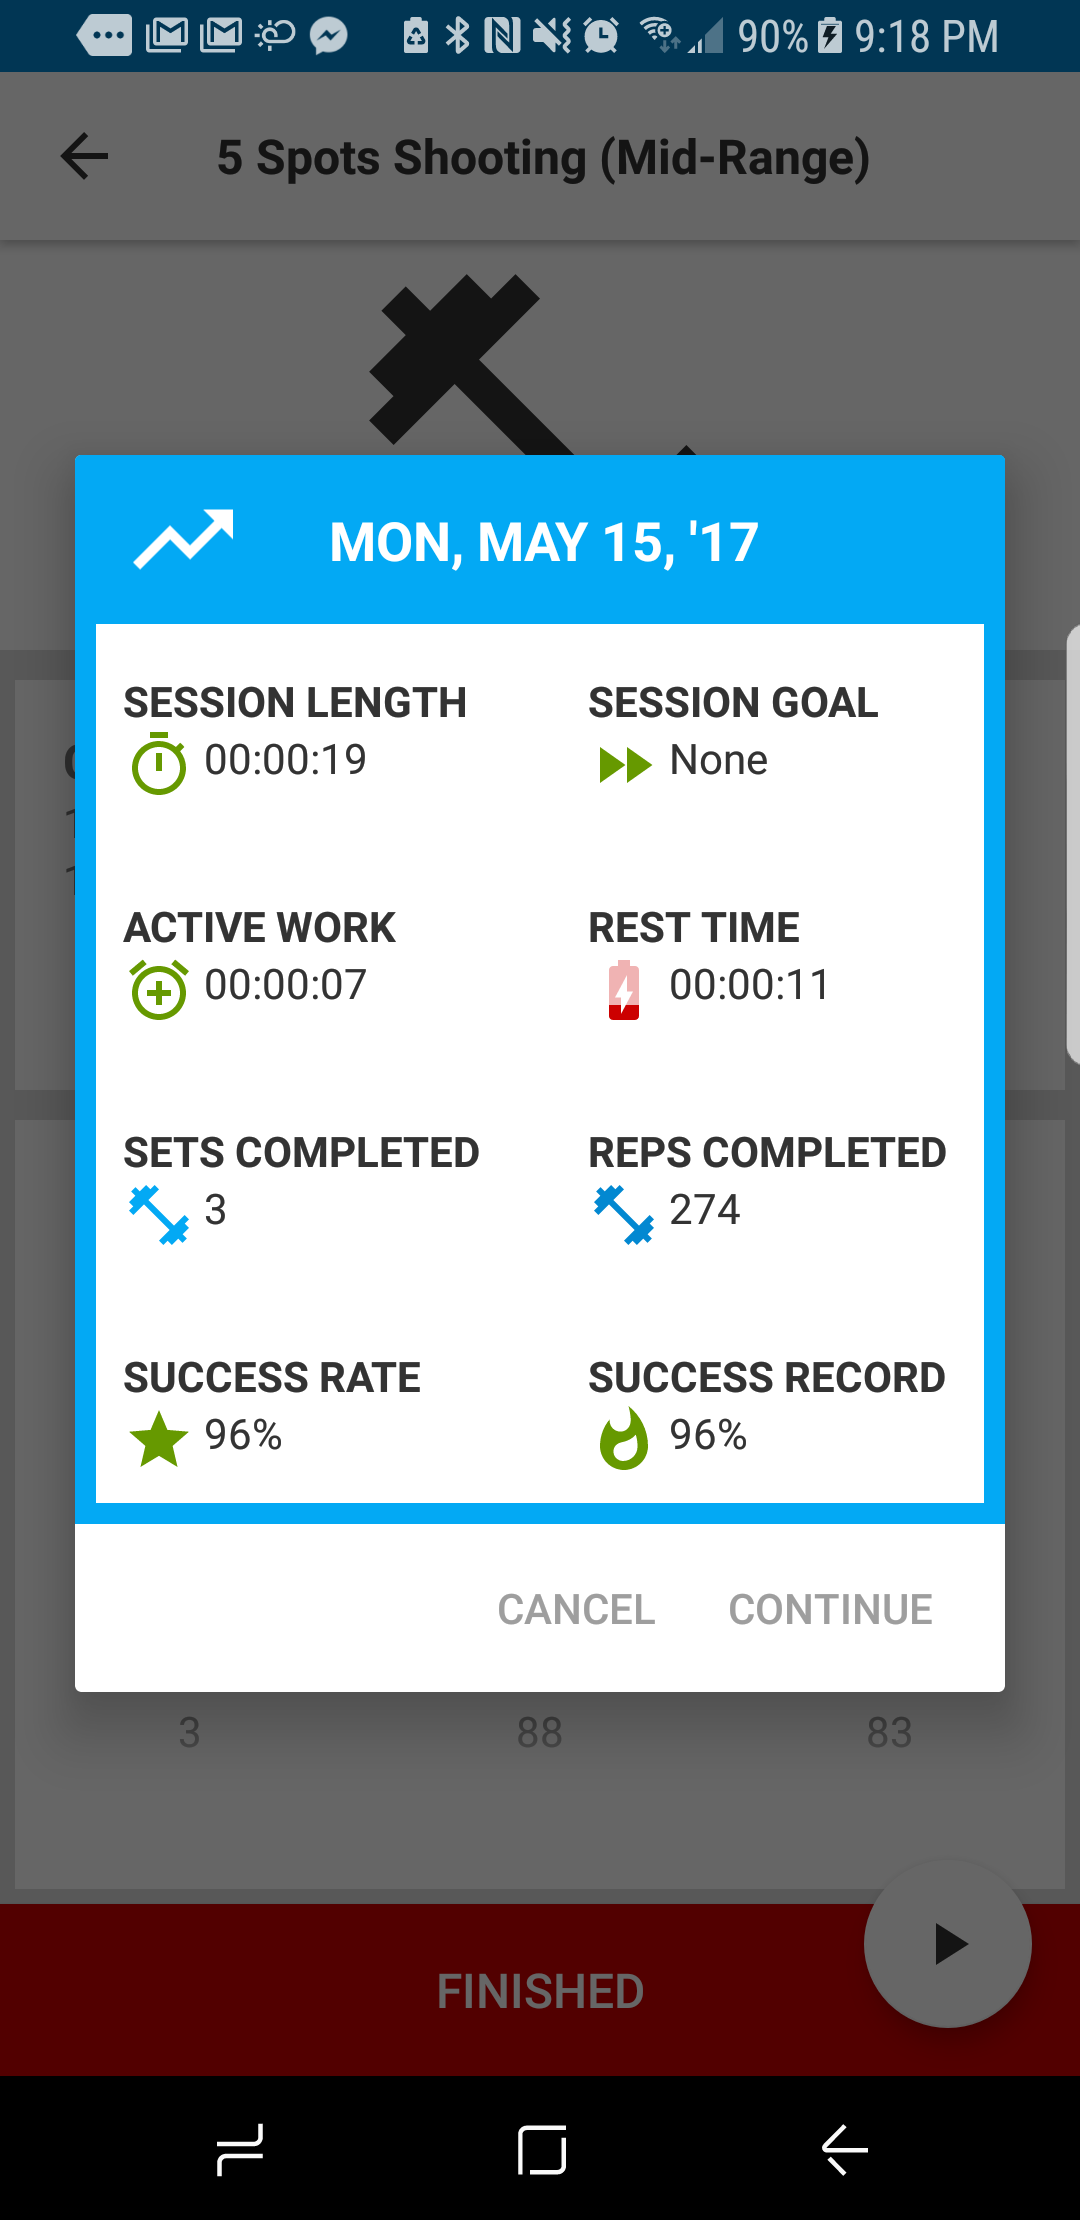 90% 9:18 PM
5 Spots Shooting (Mid-Range)
MON, MAY 15, '17
SESSION LENGTH SESSION GOAL
00:00:19 None
ACTIVE WORK REST TIME
00:00:07 00:00:11
SETS COMPLETED REPS COMPLETED
3 274
SUCCESS RATE SUCCESS RECORD
96% 96%
CANCEL CONTINUE
3 88 83
FINISHED